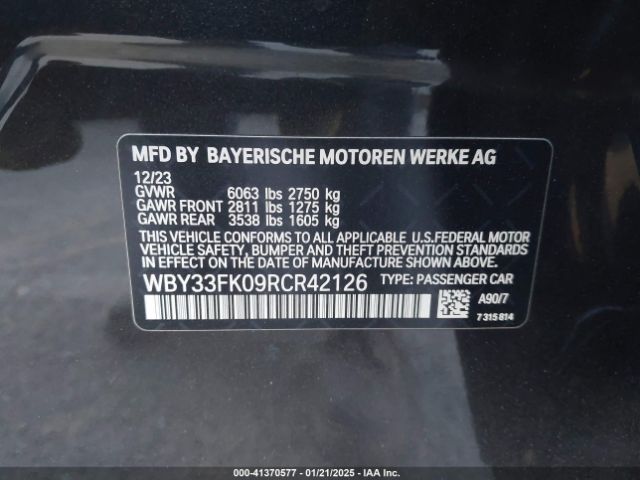 MFD BY BAYERISCHE MOTOREN WERKE AG
12/23
GVWR 6063 lbs 2750 kg
GAWR FRONT 2811 lbs 1275 kg
GAWR REAR 3538 lbs 1605 kg
THIS VEHICLE CONFORMS TO ALL APPLICABLE U.S.FEDERAL MOTOR
VEHICLE SAFETY, BUMPER AND THEFT PREVENTION STANDARDS
IN EFFECT ON THE DATE OF MANUFACTURE SHOWN ABOVE.
WBY33FK09RCR42126 TYPE: PASSENGER CAR
A90/7
7315814
000-41370577 - 01/21/2025 - IAA Inc.